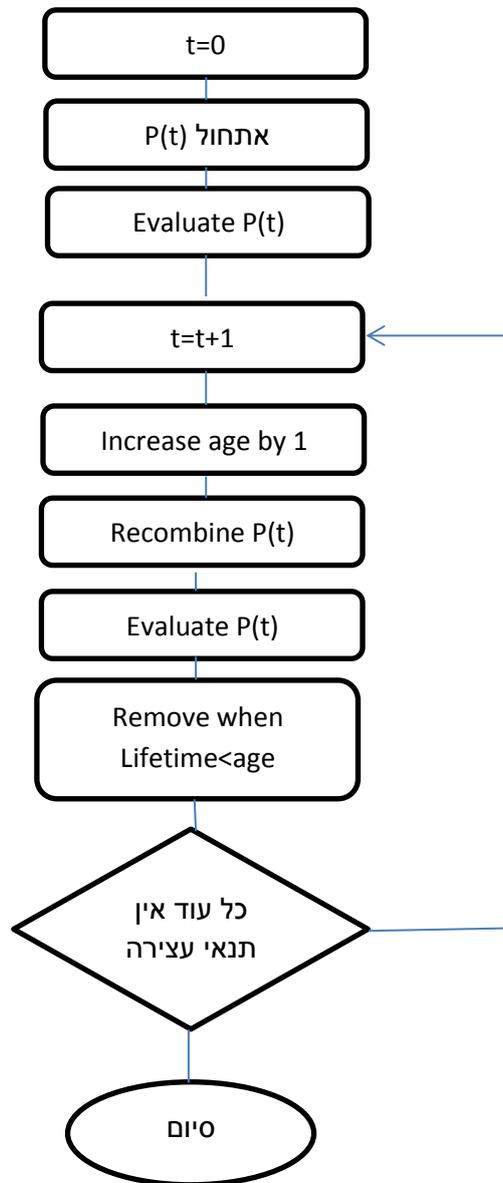 t=0
אתחול P(t)
Evaluate P(t)
t=t+1
Increase age by 1
Recombine P(t)
Evaluate P(t)
Remove when
Lifetime<age
כל עוד אין
תנאי עצירה
סיום